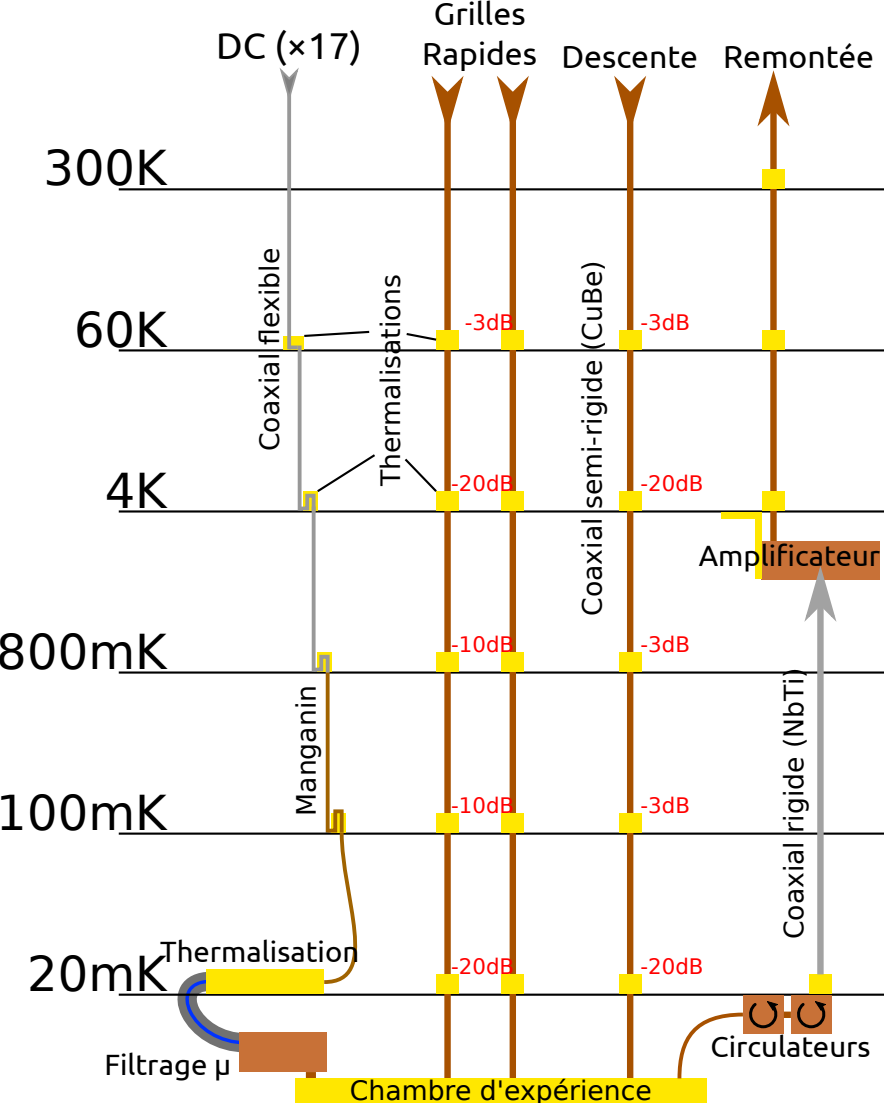 Grilles
Rapides
DC (×17)
Descente
Remontée
300K
Coaxial flexible
60K
-3dB
-3dB
Thermalisations
Coaxial semi-rigide (CuBe)
4K
-20dB
-20dB
Amplificateur
800mK
-10dB
-3dB
Manganin
Coaxial rigide (NbTi)
100mK
-10dB
-3dB
Thermalisation
20mK
-20dB
-20dB
Circulateurs
Filtrage µ
Chambre d'expérience